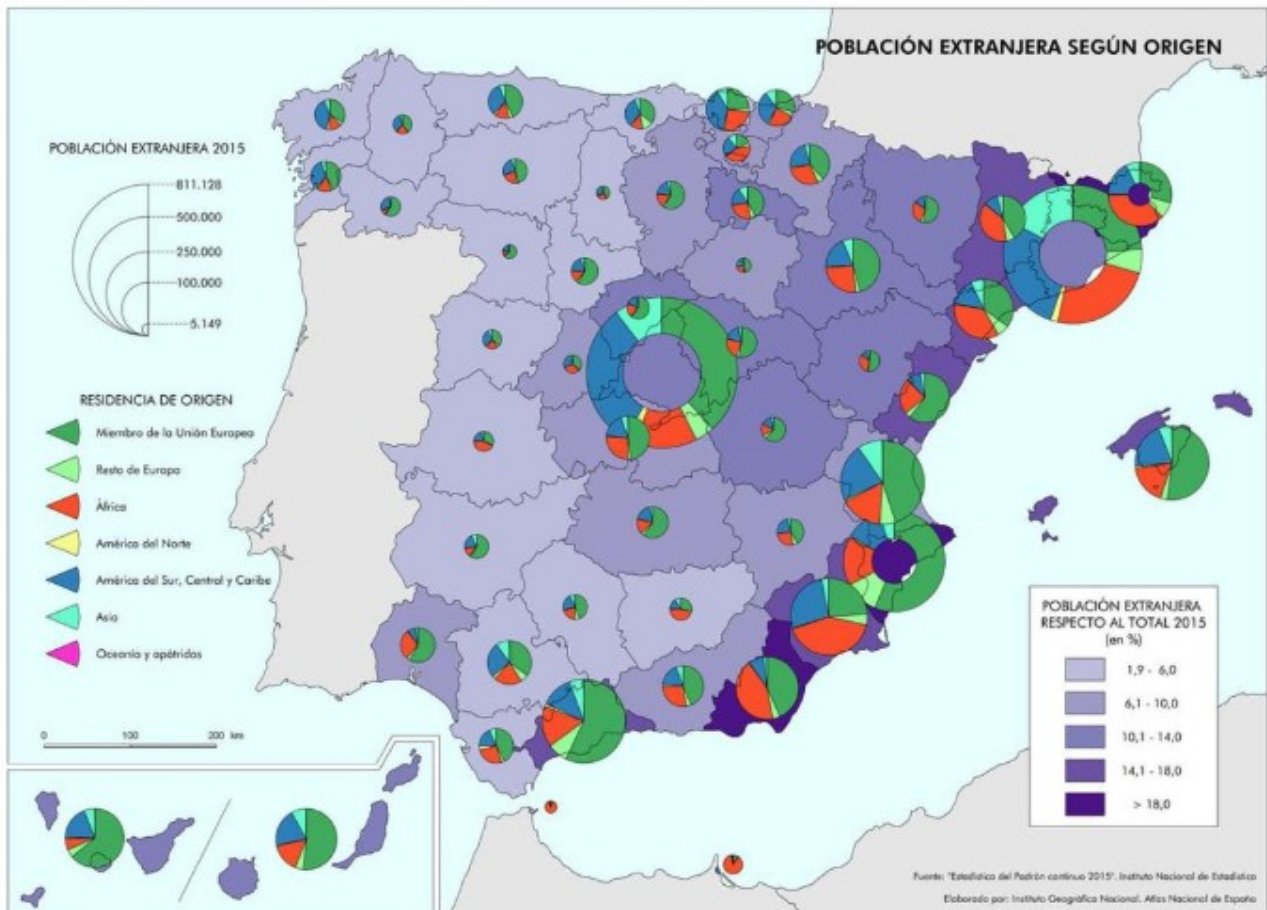 POBLACIÓN EXTRANJERA SEGÚN ORIGEN
POBLACIÓN EXTRANJERA 2015
811.128
500.000
250.000
100.000
5.149
RESIDENCIA DE ORIGEN
Miembro de la Unión Europea
Resto de Europa
África
América del Norte
América del Sur, Central y Caribe
Asia
Oceanía y apátridas
0 100 200 km
POBLACIÓN EXTRANJERA
RESPECTO AL TOTAL 2015
(en %)
1,9 - 6,0
6,1 - 10,0
10,1 - 14,0
14,1 - 18,0
> 18,0
Fuente: "Estadística del Padrón continuo 2015". Instituto Nacional de Estadística
Elaborado por: Instituto Geográfico Nacional. Atlas Nacional de España